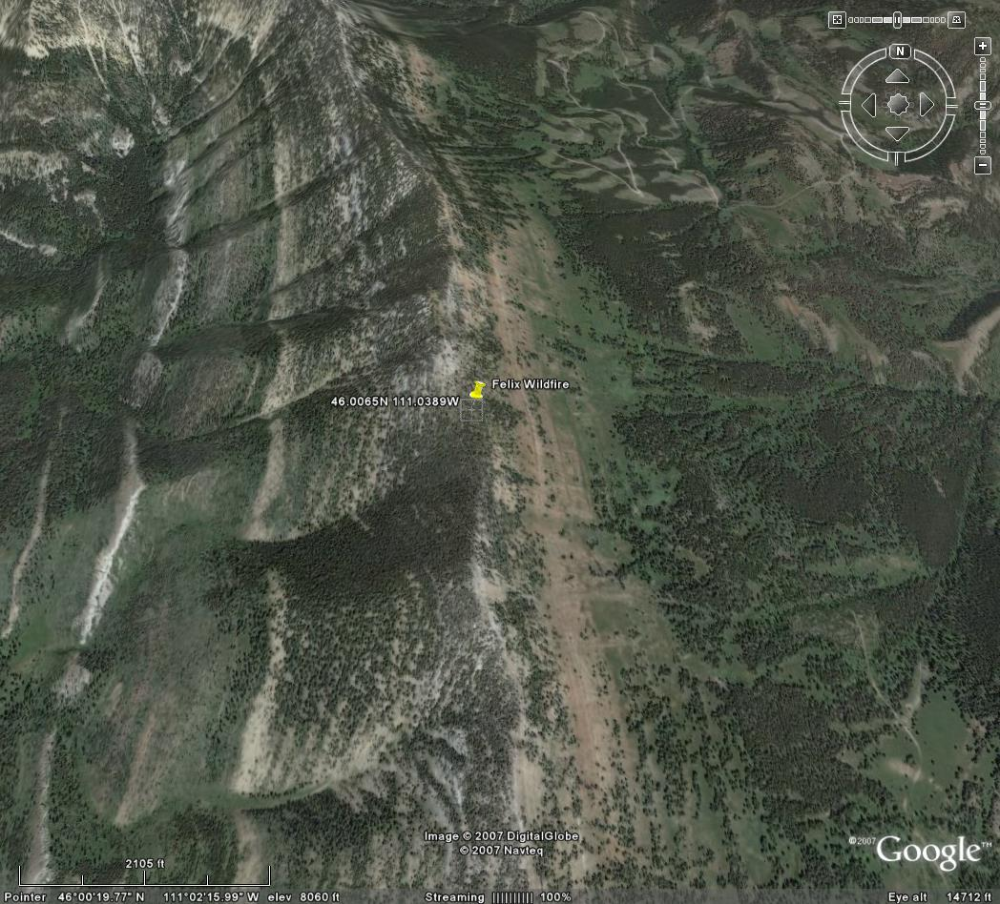 N
Felix Wildfire
46.0065N 111.0389W
Image © 2007 DigitalGlobe
© 2007 Navteq
©2007 Google™
2105 ft
Pointer 46°00'19.77" N 111°02'15.99" W elev 8060 ft Streaming |||||||||| 100% Eye alt 14712 ft